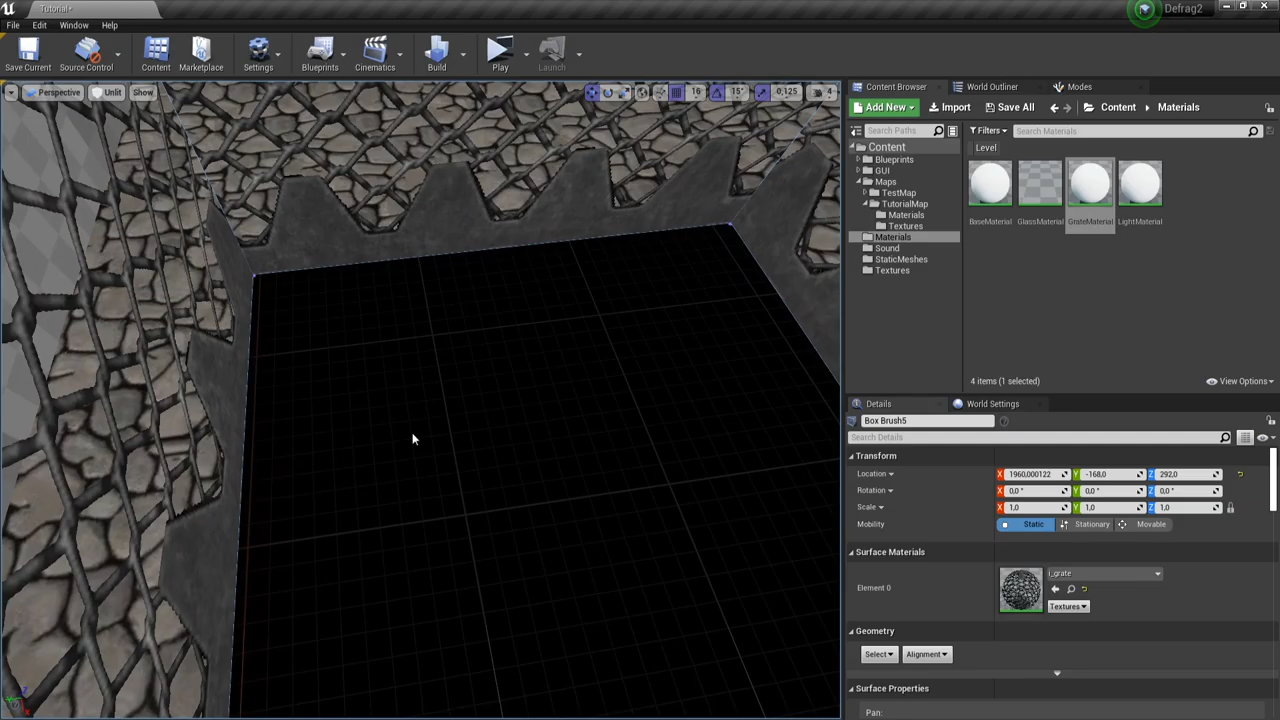 Tutorial*
Defrag2
File Edit Window Help
Save Current Source Control Content Marketplace Settings Blueprints Cinematics Build Play Launch
Perspective Unlit Show 16 15° 0,125 4
Content Browser World Outliner Modes
Add New Import Save All Content Materials
Search Paths Filters Search Materials
Content
Blueprints
GUI
Maps
TestMap
TutorialMap
Materials
Textures
Materials
Sound
StaticMeshes
Textures
Level
BaseMaterial GlassMaterial GrateMaterial LightMaterial
4 items (1 selected) View Options
Details World Settings
Box Brush5
Search Details
Transform
Location X 1960,000122 Y -168,0 Z 292,0
Rotation X 0,0 ° Y 0,0 ° Z 0,0 °
Scale X 1,0 Y 1,0 Z 1,0
Mobility Static Stationary Movable
Surface Materials
Element 0 i_grate
Textures
Geometry
Select Alignment
Surface Properties
Pan: